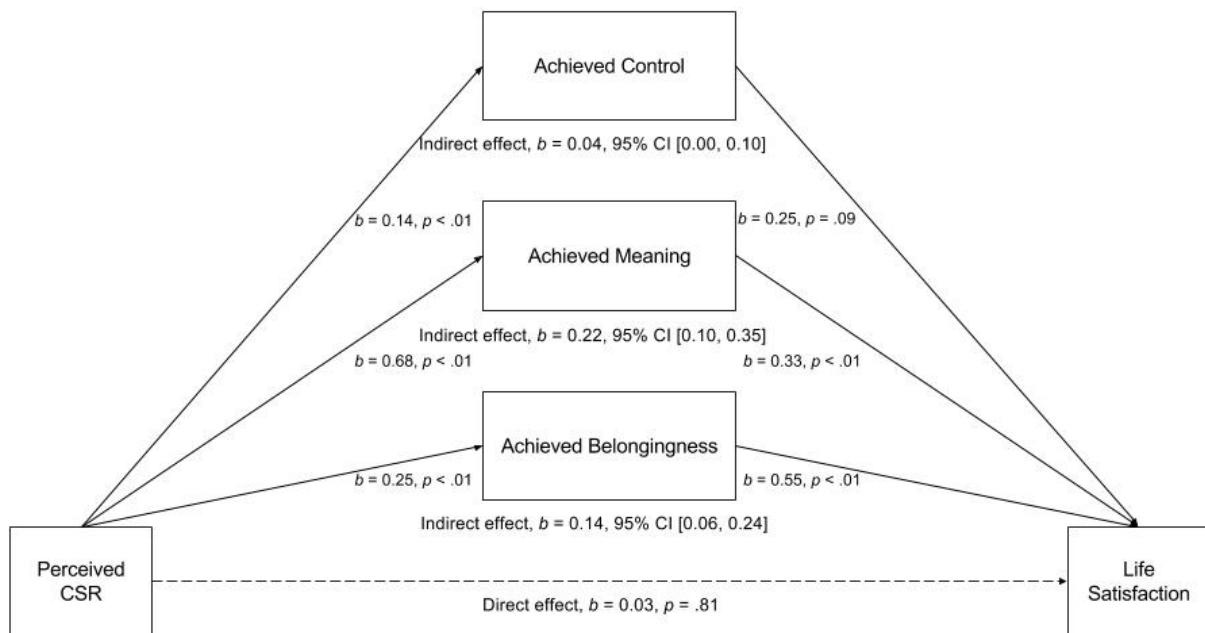 Achieved Control
Indirect effect, b = 0.04, 95% CI [0.00, 0.10]
b = 0.14, p < .01
b = 0.25, p = .09
Achieved Meaning
Indirect effect, b = 0.22, 95% CI [0.10, 0.35]
b = 0.68, p < .01
b = 0.33, p < .01
Achieved Belongingness
b = 0.25, p < .01
b = 0.55, p < .01
Indirect effect, b = 0.14, 95% CI [0.06, 0.24]
Perceived
CSR
Life
Satisfaction
Direct effect, b = 0.03, p = .81